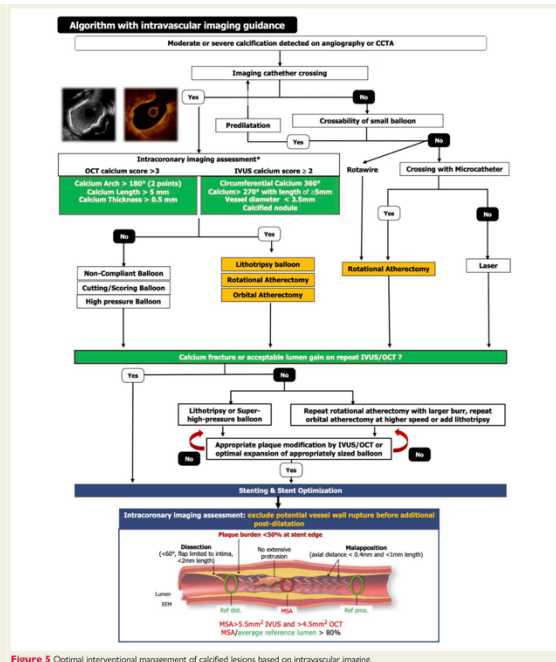 Algorithm with intravascular imaging guidance
Moderate or severe calcification detected on angiography or CCTA
Imaging cathether crossing
Yes
No
Predilatation
Crossability of small balloon
Yes
No
Intracoronary imaging assessment*
OCT calcium score >3
IVUS calcium score ≥ 2
Rotawire
Crossing with Microcatheter
Calcium Arch > 180° (2 points)
Calcium Length > 5 mm
Calcium Thickness > 0.5 mm
Circumferential Calcium 360°
Calcium> 270° with length of ≥5mm
Vessel diameter < 3.5mm
Calcified nodule
Yes
No
No
Yes
Non-Compliant Balloon
Cutting/Scoring Balloon
High pressure Balloon
Lithotripsy balloon
Rotational Atherectomy
Orbital Atherectomy
Rotational Atherectomy
Laser
Calcium fracture or acceptable lumen gain on repeat IVUS/OCT ?
Yes
No
Lithotripsy or Super-
high-pressure balloon
Repeat rotational atherectomy with larger burr, repeat
orbital atherectomy at higher speed or add lithotripsy
No
Appropriate plaque modification by IVUS/OCT or
optimal expansion of appropriately sized balloon
No
Yes
Stenting & Stent Optimization
Intracoronary imaging assessment: exclude potential vessel wall rupture before additional
post-dilatation
Plaque burden <50% at stent edge
Dissection
(<60°, flap limited to intima,
<2mm length)
No extensive
protrusion
Malapposition
(axial distance < 0.4mm and <1mm length)
Lumen
EEM
Ref dist.
MSA
Ref prox.
MSA>5.5mm² IVUS and >4.5mm² OCT
MSA/average reference lumen > 80%
Figure 5 Optimal interventional management of calcified lesions based on intravascular imaging.